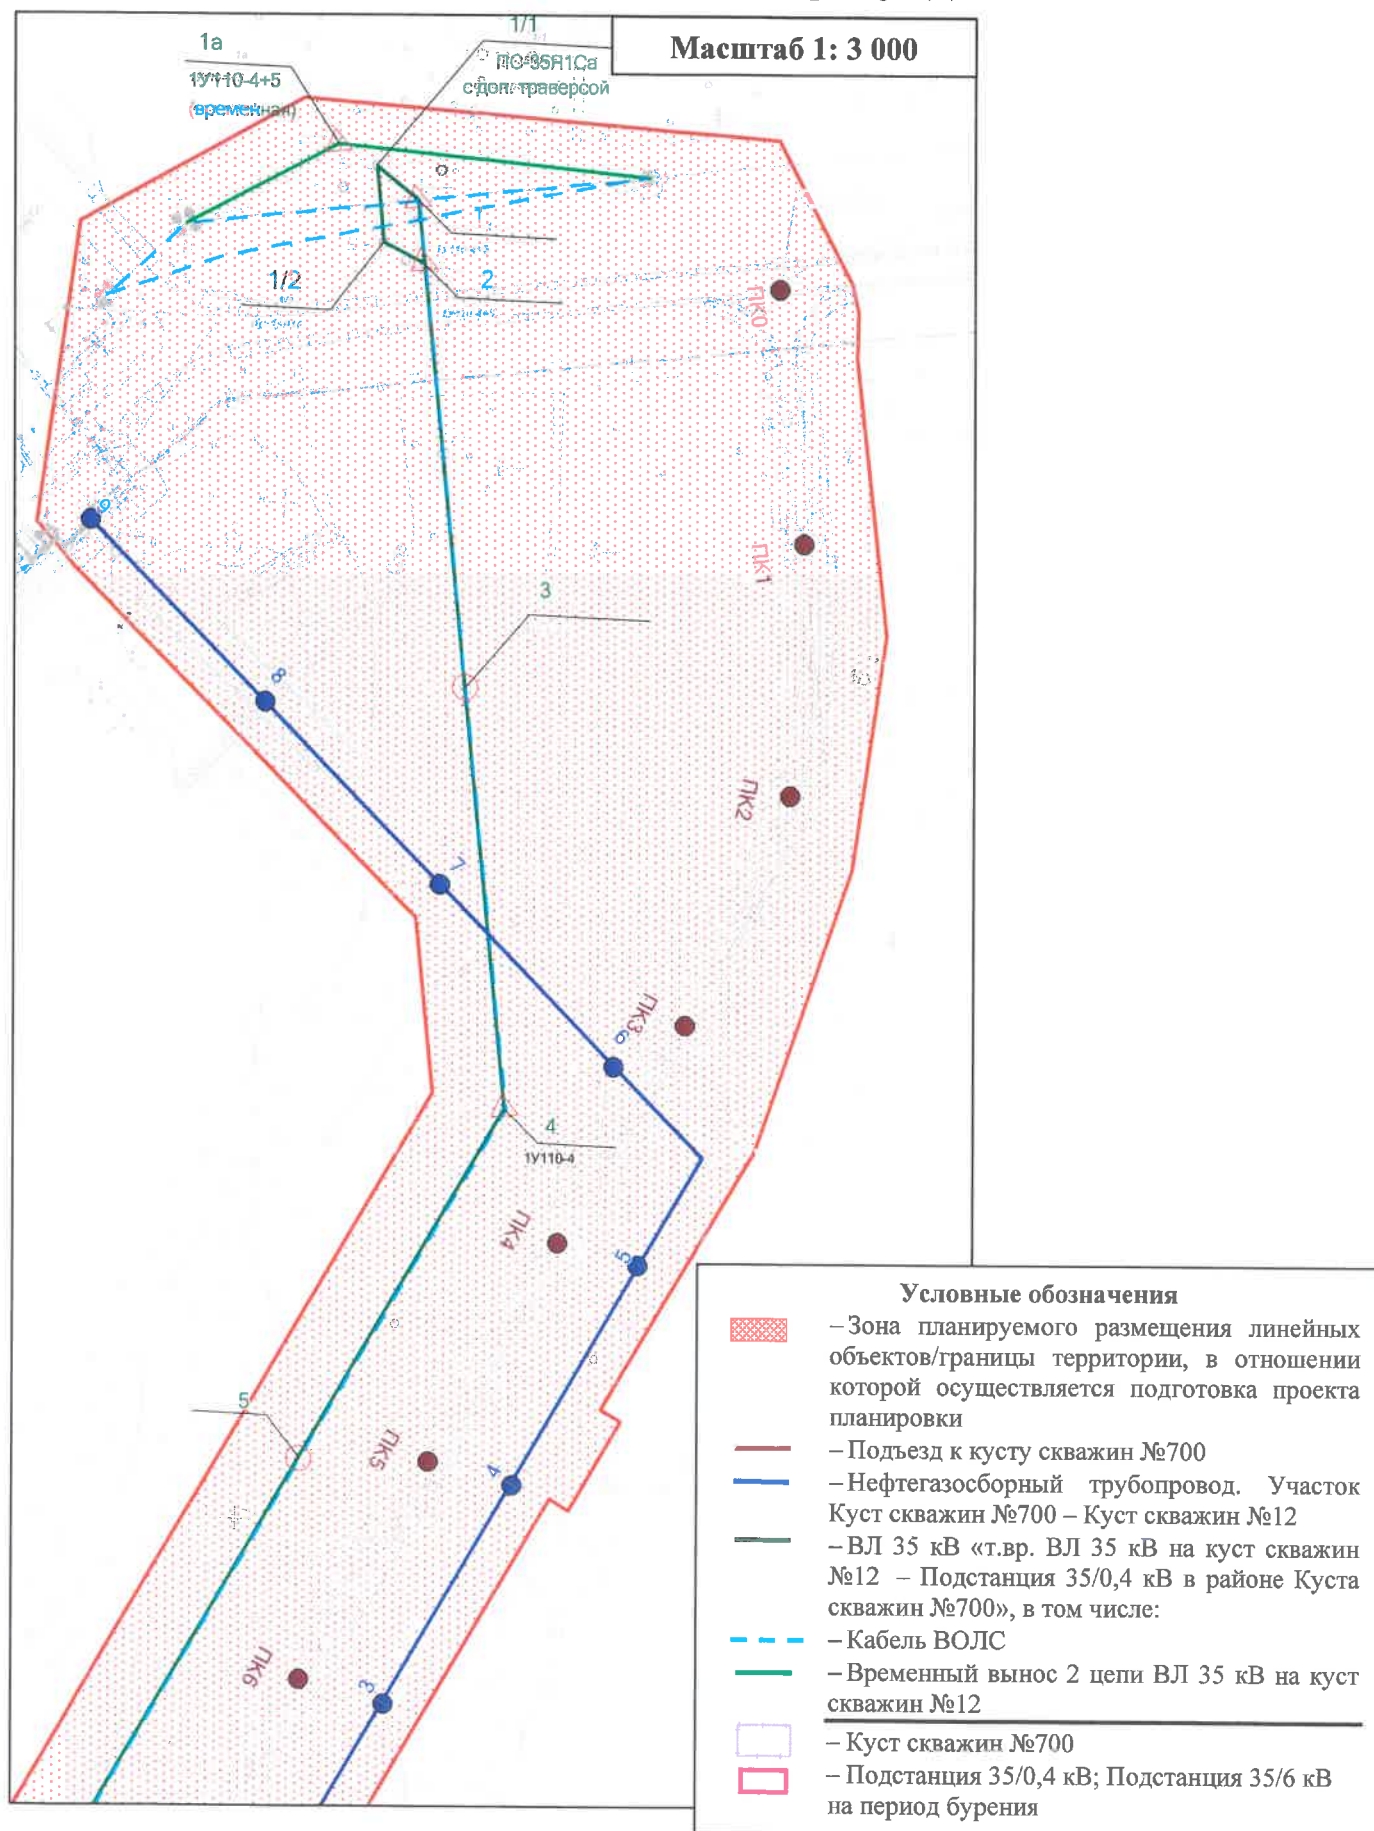 Масштаб 1: 3 000
1/1
1а
ПО-35Я1Са
с доп. траверсой
1У110-4+5
(временная)
1
1/2
2
ПК0
9
ПК1
3
8
ПК2
7
ПК3
6
4
1У110-4
ПК4
5
5
ПК5
4
ПК6
3
Условные обозначения
– Зона планируемого размещения линейных
объектов/границы территории, в отношении
которой осуществляется подготовка проекта
планировки
– Подъезд к кусту скважин №700
– Нефтегазосборный трубопровод. Участок
Куст скважин №700 – Куст скважин №12
– ВЛ 35 кВ «т.вр. ВЛ 35 кВ на куст скважин
№12 – Подстанция 35/0,4 кВ в районе Куста
скважин №700», в том числе:
– Кабель ВОЛС
– Временный вынос 2 цепи ВЛ 35 кВ на куст
скважин №12
– Куст скважин №700
– Подстанция 35/0,4 кВ; Подстанция 35/6 кВ
на период бурения